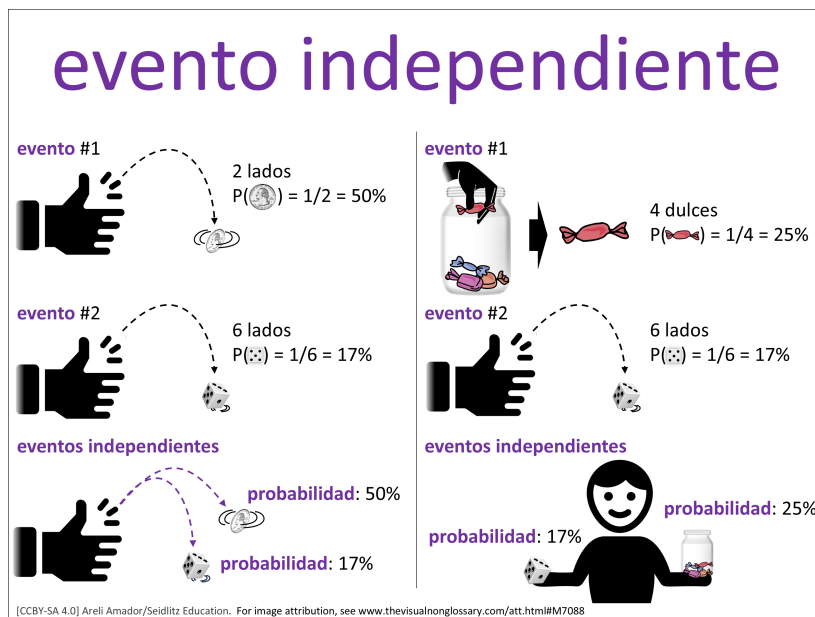 evento independiente
evento #1
2 lados
P( ) = 1/2 = 50%
evento #2
6 lados
P( ) = 1/6 = 17%
eventos independientes
probabilidad: 50%
probabilidad: 17%
evento #1
4 dulces
P( ) = 1/4 = 25%
evento #2
6 lados
P( ) = 1/6 = 17%
eventos independientes
probabilidad: 25%
probabilidad: 17%
[CCBY-SA 4.0] Areli Amador/Seidlitz Education. For image attribution, see www.thevisualnonglossary.com/att.html#M7088